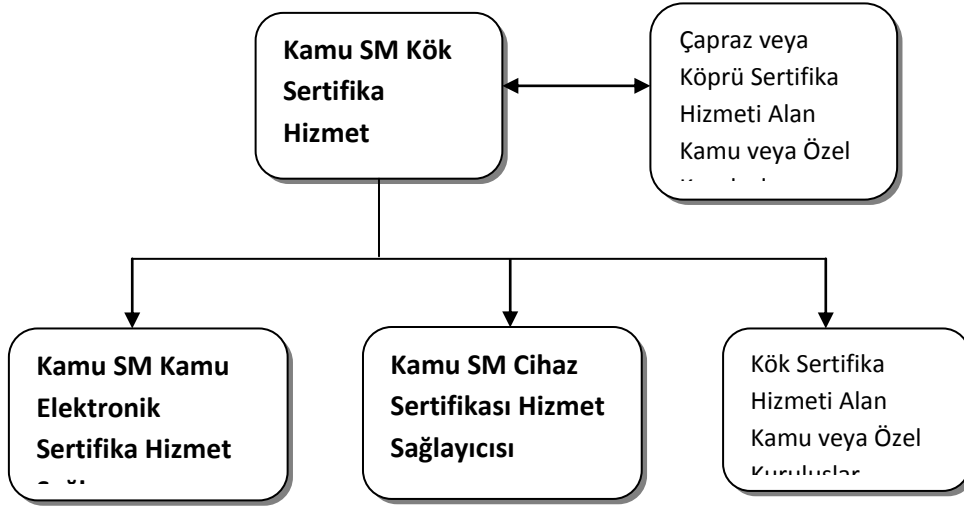 Kamu SM Kök
Sertifika
Hizmet
Çapraz veya
Köprü Sertifika
Hizmeti Alan
Kamu veya Özel
Kamu SM Kamu
Elektronik
Sertifika Hizmet
Kamu SM Cihaz
Sertifikası Hizmet
Sağlayıcısı
Kök Sertifika
Hizmeti Alan
Kamu veya Özel
Kuruluşlar